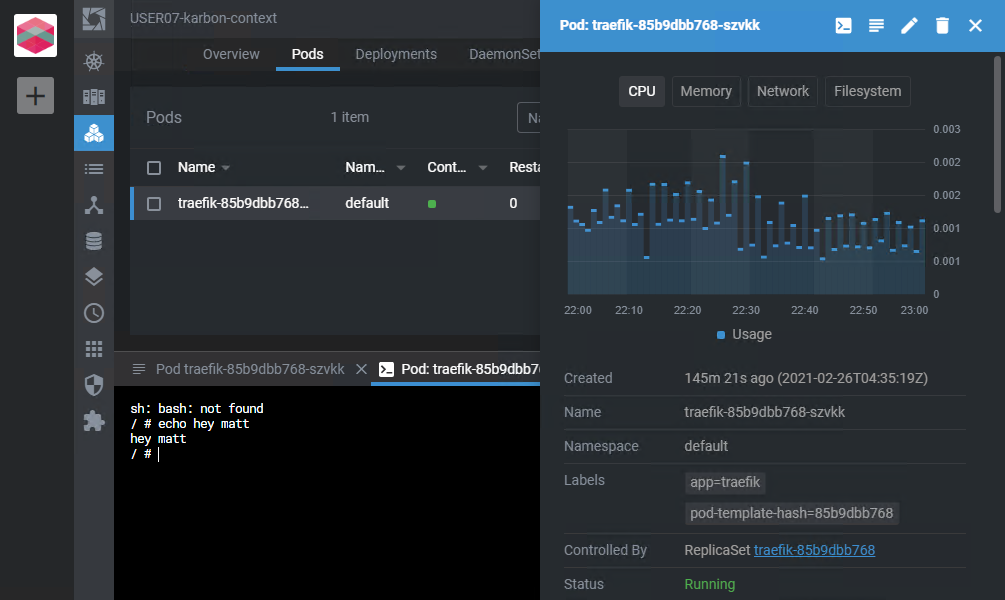 USER07-karbon-context
Overview
Pods
Deployments
DaemonSet
Pods
1 item
Na
Name
Nam...
Cont...
Resta
traefik-85b9dbb768...
default
0
Pod traefik-85b9dbb768-szvkk
Pod: traefik-85b9dbb76
sh: bash: not found
/ # echo hey matt
hey matt
/ #
Pod: traefik-85b9dbb768-szvkk
CPU
Memory
Network
Filesystem
0.003
0.002
0.002
0.001
0.001
0
22:00
22:10
22:20
22:30
22:40
22:50
23:00
Usage
Created
145m 21s ago (2021-02-26T04:35:19Z)
Name
traefik-85b9dbb768-szvkk
Namespace
default
Labels
app=traefik
pod-template-hash=85b9dbb768
Controlled By
ReplicaSet traefik-85b9dbb768
Status
Running